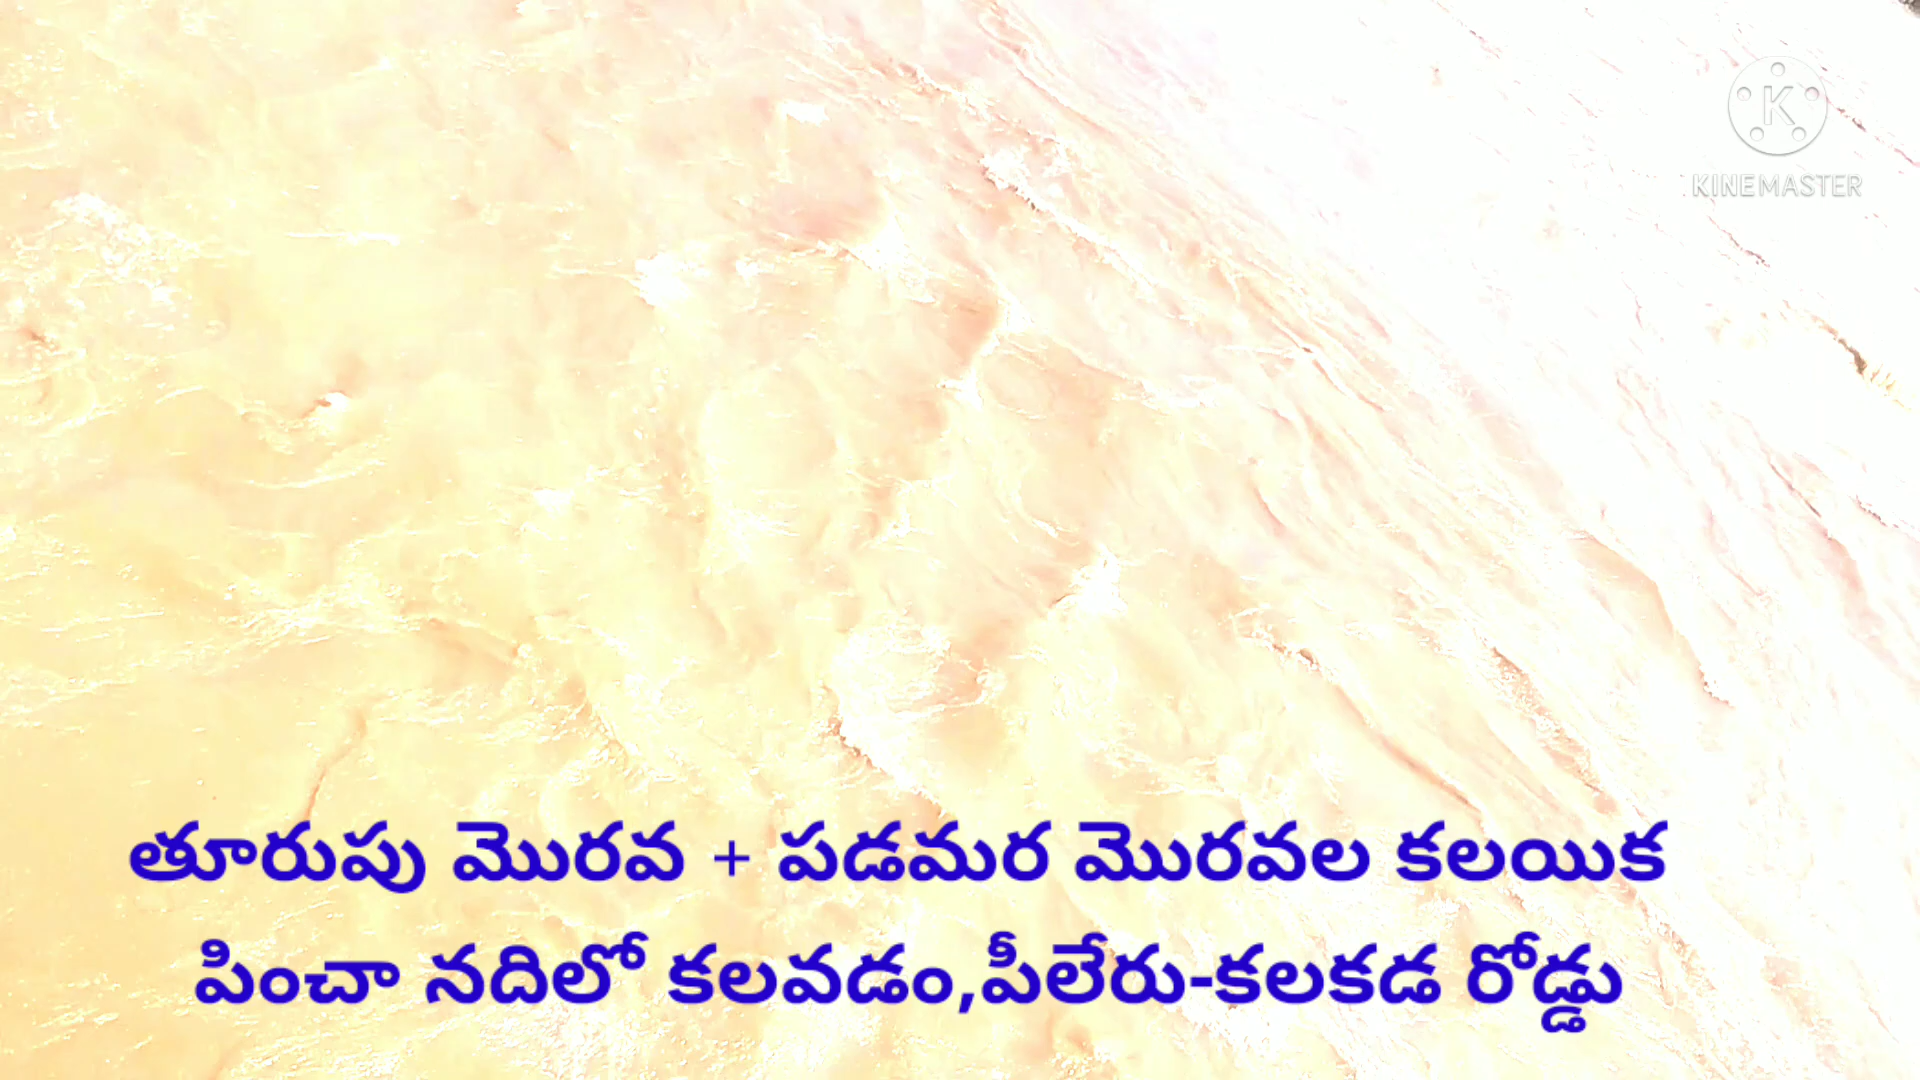 KINEMASTER
తూరుపు మొరవ + పడమర మొరవల కలయిక
పించా నదిలో కలవడం,పీలేరు-కలకడ రోడ్డు